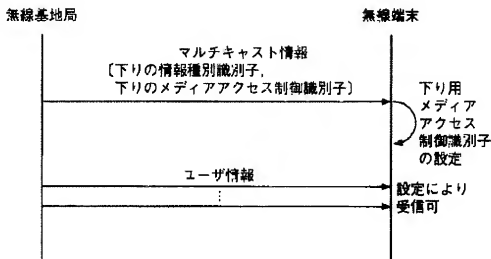 無線基地局
無線端末
マルチキャスト情報
〔下りの情報種別識別子,
下りのメディアアクセス制御識別子〕
下り用
メディア
アクセス
制御識別子
の設定
ユーザ情報
設定により
受信可